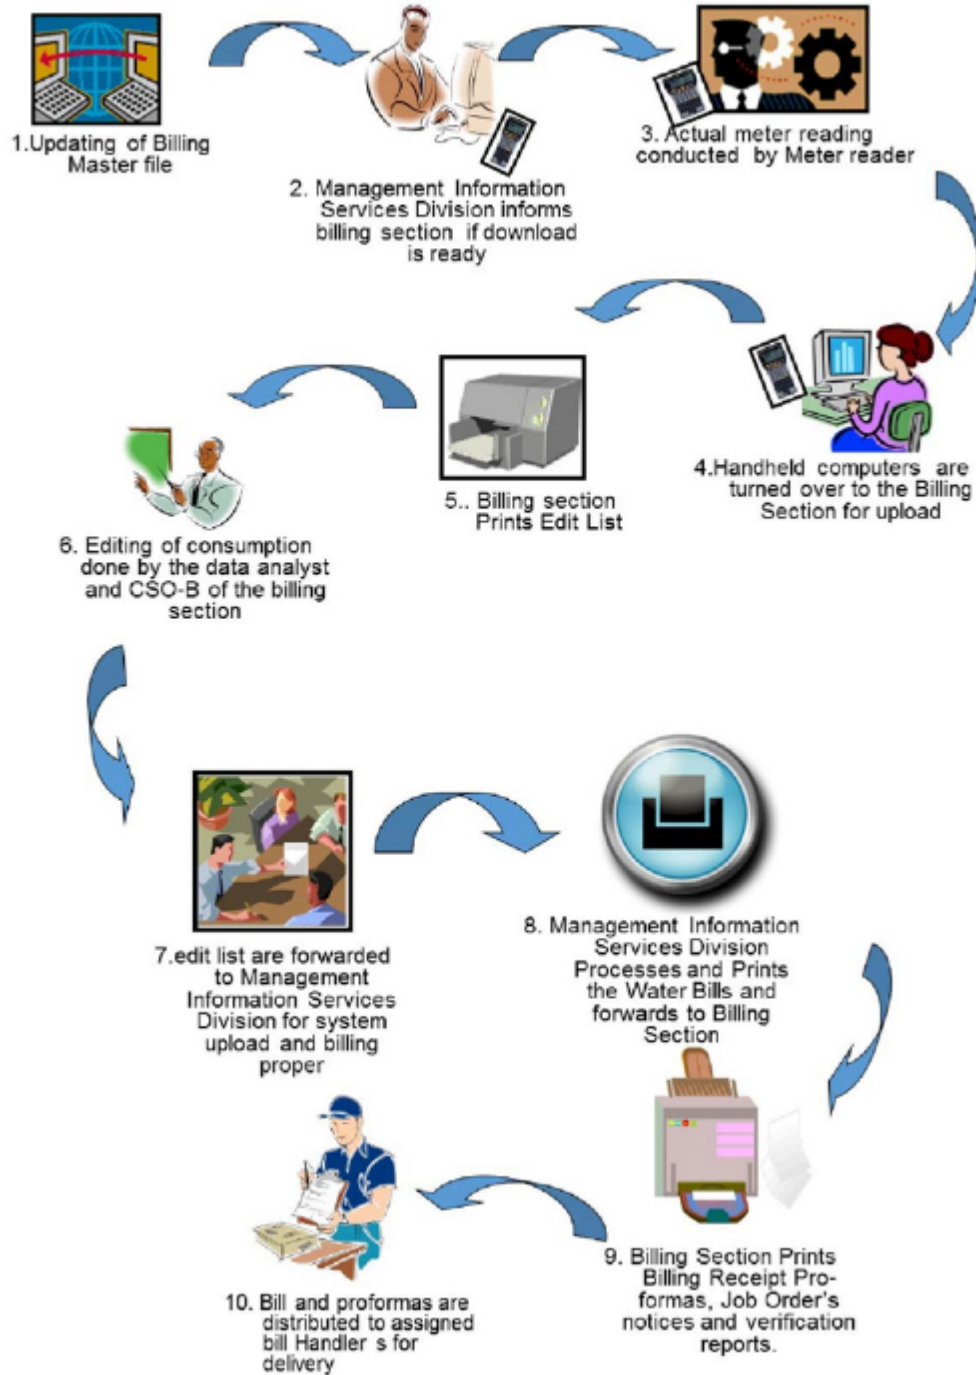 1.Updating of Billing
Master file
2. Management Information
Services Division informs
billing section if download
is ready
3. Actual meter reading
conducted by Meter reader
4.Handheld computers are
turned over to the Billing
Section for upload
5.. Billing section
Prints Edit List
6. Editing of consumption
done by the data analyst
and CSO-B of the billing
section
7.edit list are forwarded
to Management
Information Services
Division for system
upload and billing
proper
8. Management Information
Services Division
Processes and Prints
the Water Bills and
forwards to Billing
Section
9. Billing Section Prints
Billing Receipt Pro-
formas, Job Order's
notices and verification
reports.
10. Bill and proformas are
distributed to assigned
bill Handler s for
delivery